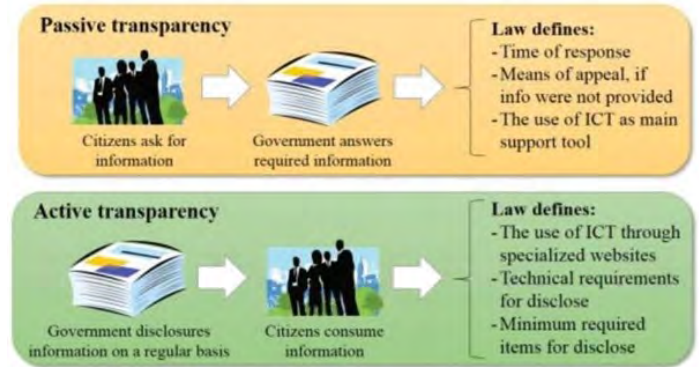 Passive transparency
Citizens ask for
information
Government answers
required information
Law defines:
- Time of response
- Means of appeal, if
info were not provided
- The use of ICT as main
support tool
Active transparency
Government disclosures
information on a regular basis
Citizens consume
information
Law defines:
- The use of ICT through
specialized websites
- Technical requirements
for disclose
- Minimum required
items for disclose